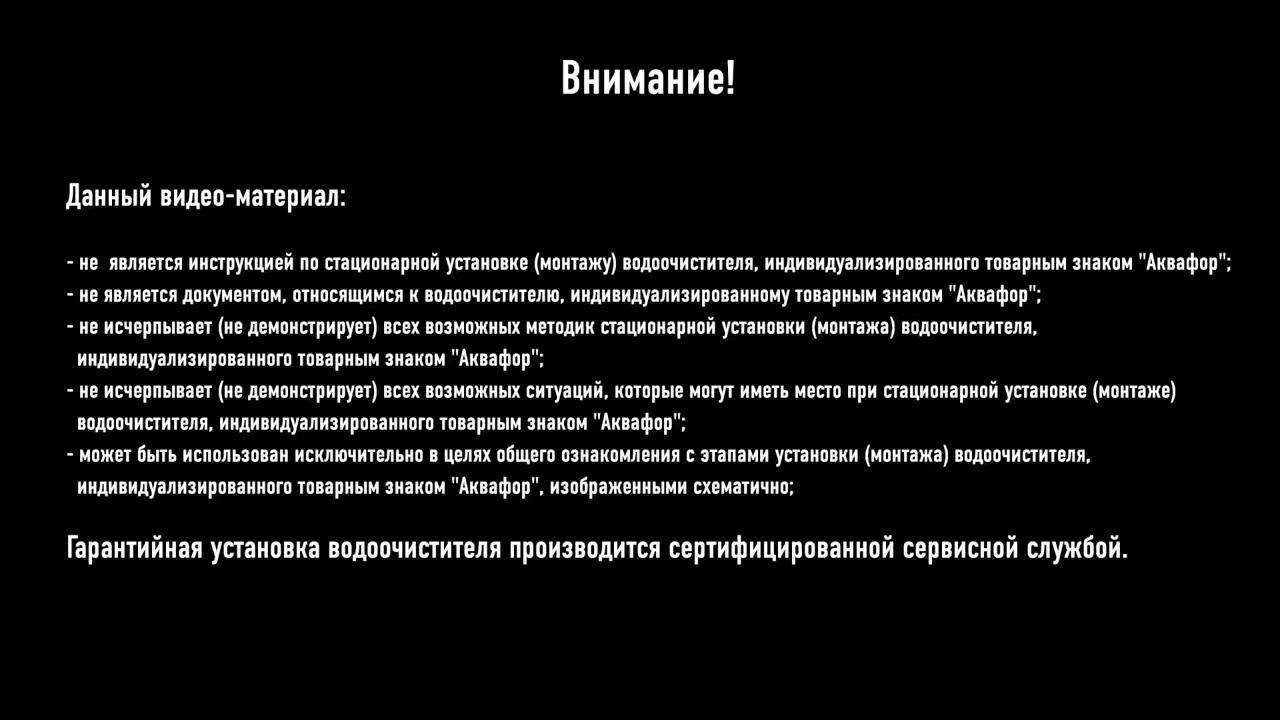 Внимание!
Данный видео-материал:
- не  является инструкцией по стационарной установке (монтажу) водоочистителя, индивидуализированного товарным знаком "Аквафор";
- не является документом, относящимся к водоочистителю, индивидуализированному товарным знаком "Аквафор";
- не исчерпывает (не демонстрирует) всех возможных методик стационарной установки (монтажа) водоочистителя,
индивидуализированного товарным знаком "Аквафор";
- не исчерпывает (не демонстрирует) всех возможных ситуаций, которые могут иметь место при стационарной установке (монтаже)
водоочистителя, индивидуализированного товарным знаком "Аквафор";
- может быть использован исключительно в целях общего ознакомления с этапами установки (монтажа) водоочистителя,
индивидуализированного товарным знаком "Аквафор", изображенными схематично;
Гарантийная установка водоочистителя производится сертифицированной сервисной службой.